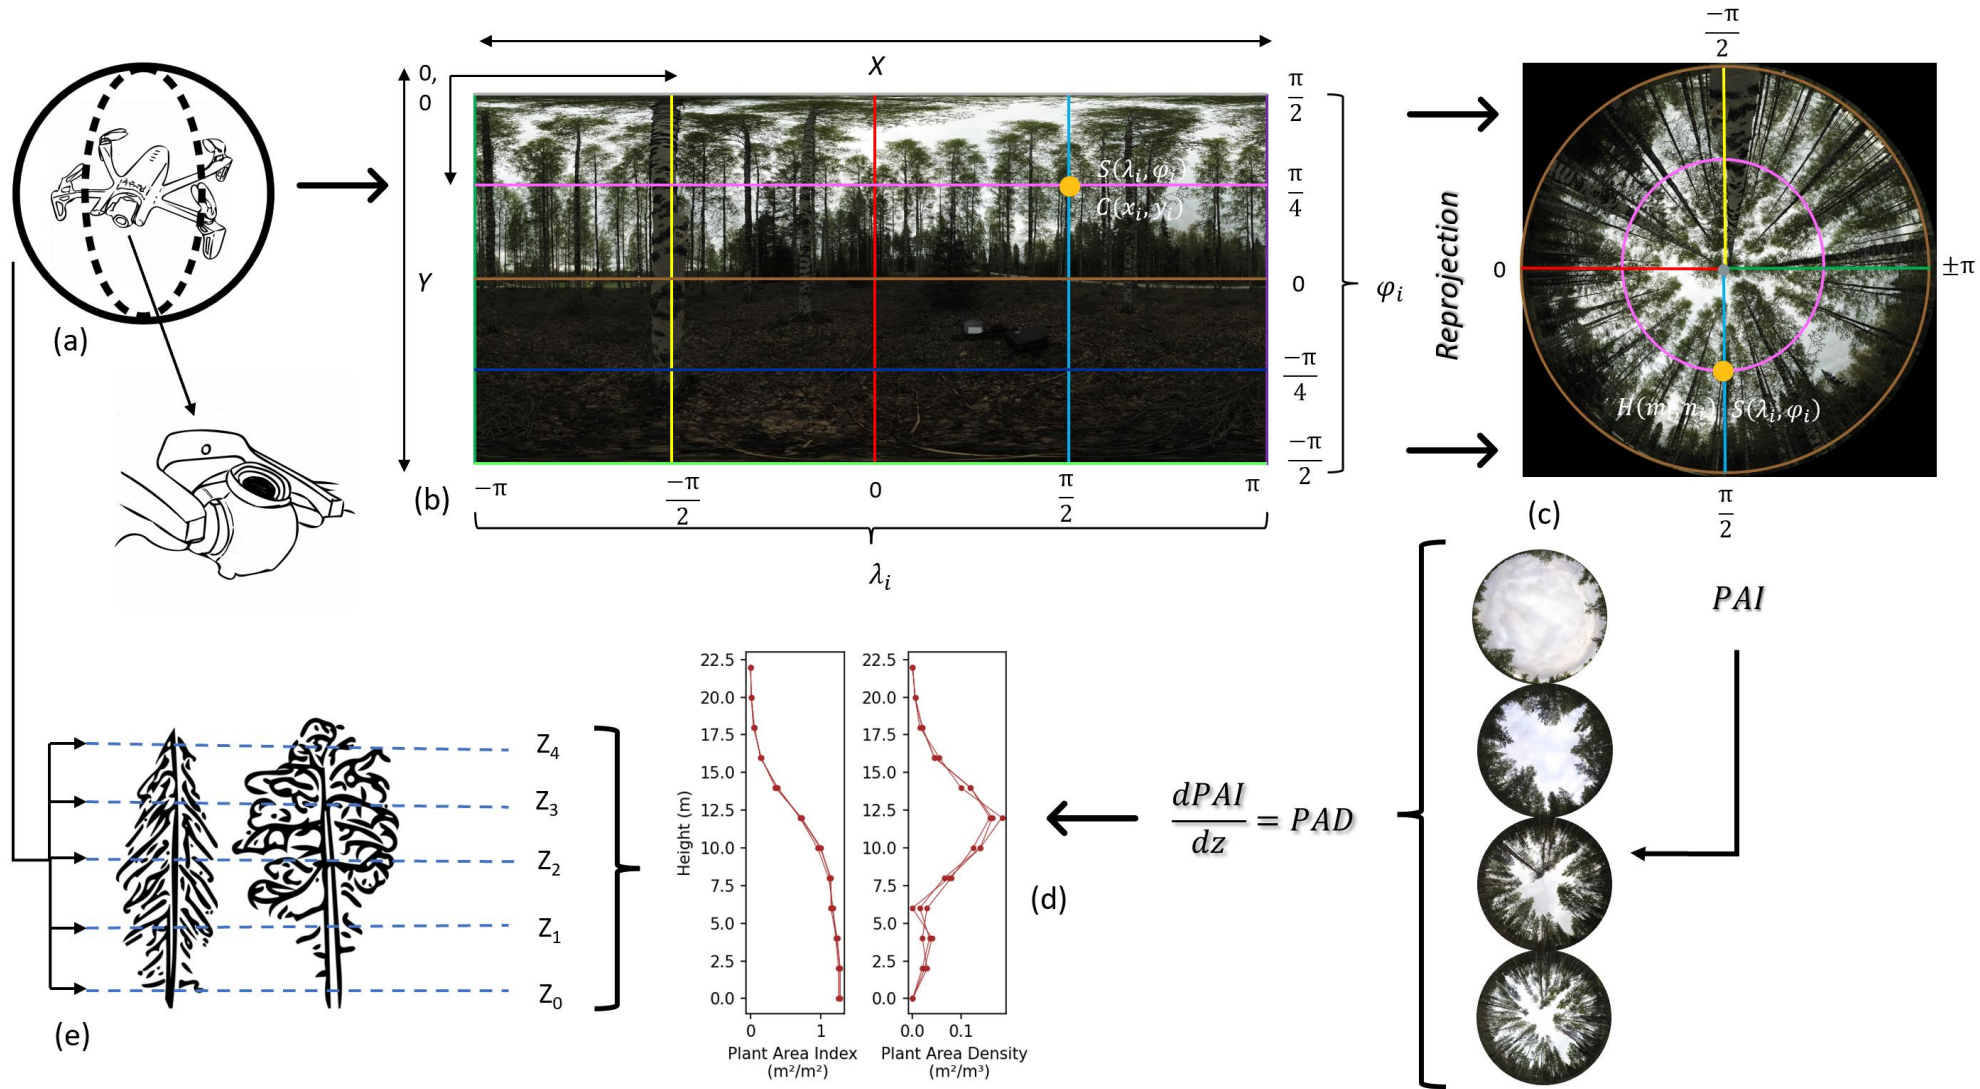 (a)
0,
0
X
Y
π/2
π/4
0
−π/4
−π/2
S(λᵢ, φᵢ)
C(xᵢ, yᵢ)
φᵢ
−π
−π/2
0
π/2
π
λᵢ
(b)
Reprojection
−π/2
0
±π
H(mᵢ, nᵢ) S(λᵢ, φᵢ)
π/2
(c)
PAI
dPAI/dz = PAD
(d)
Height (m)
22.5
20.0
17.5
15.0
12.5
10.0
7.5
5.0
2.5
0.0
0 1
Plant Area Index
(m²/m²)
22.5
20.0
17.5
15.0
12.5
10.0
7.5
5.0
2.5
0.0
0.0 0.1
Plant Area Density
(m²/m³)
Z₄
Z₃
Z₂
Z₁
Z₀
(e)